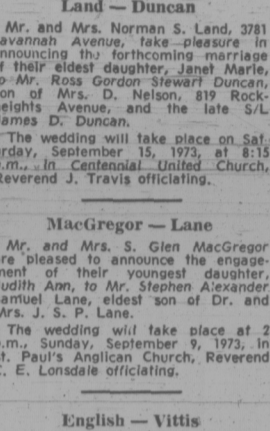 Land — Duncan
Mr. and Mrs. Norman S. Land, 3781
avannah Avenue, take pleasure in
nnouncing the forthcoming marriage
f their eldest daughter, Janet Marie,
o Mr. Ross Gordon Stewart Duncan,
on of Mrs. D. Nelson, 819 Rock-
eights Avenue, and the late S/L
ames D. Duncan.
The wedding will take place on Sat-
rday, September 15, 1973, at 8:15
.m., in Centennial United Church,
Reverend J. Travis officiating.
MacGregor — Lane
Mr. and Mrs. S. Glen MacGregor
re pleased to announce the engage-
ment of their youngest daughter,
udith Ann, to Mr. Stephen Alexander
amuel Lane, eldest son of Dr. and
Mrs. J. S. P. Lane.
The wedding will take place at 2
.m., Sunday, September 9, 1973, in
t. Paul's Anglican Church, Reverend
. E. Lonsdale officiating.
English — Vittis